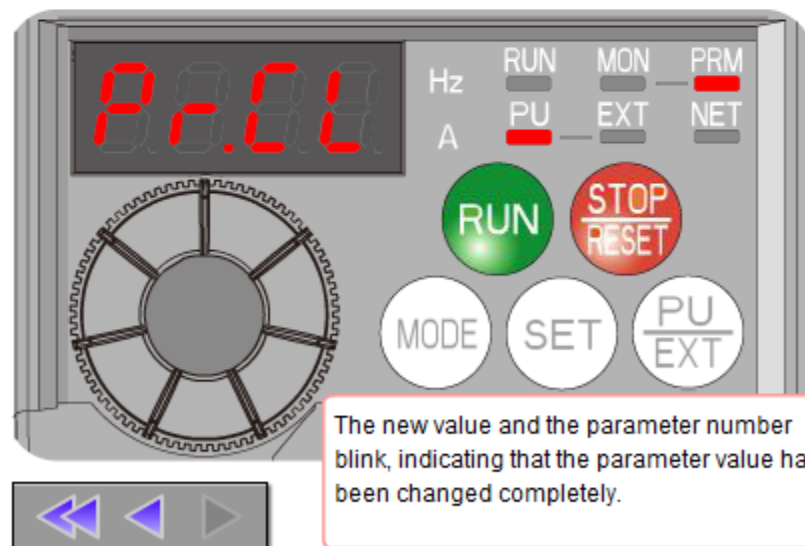 Pr.CL
Hz RUN MON PRM
A PU EXT NET
RUN STOP
RESET
MODE SET PU
EXT
The new value and the parameter number
blink, indicating that the parameter value ha
been changed completely.